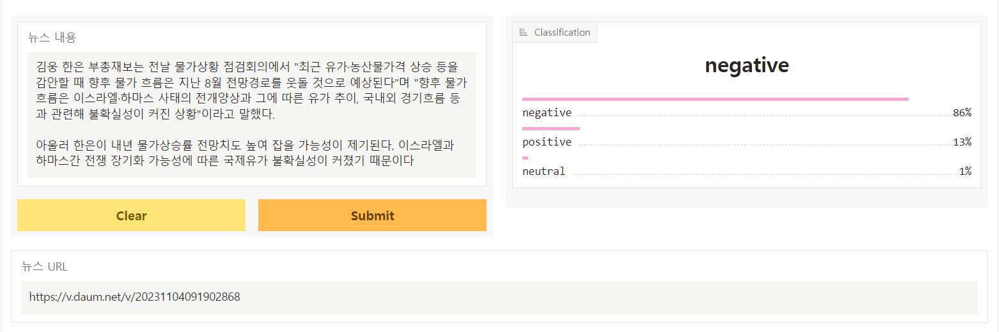 뉴스 내용
김웅 한은 부총재보는 전날 물가상황 점검회의에서 "최근 유가·농산물가격 상승 등을
감안할 때 향후 물가 흐름은 지난 8월 전망경로를 웃돌 것으로 예상된다"며 "향후 물가
흐름은 이스라엘·하마스 사태의 전개양상과 그에 따른 유가 추이, 국내외 경기흐름 등
과 관련해 불확실성이 커진 상황"이라고 말했다.
아울러 한은이 내년 물가상승률 전망치도 높여 잡을 가능성이 제기된다. 이스라엘과
하마스간 전쟁 장기화 가능성에 따른 국제유가 불확실성이 커졌기 때문이다
Clear
Submit
Classification
negative
negative 86%
positive 13%
neutral 1%
뉴스 URL
https://v.daum.net/v/20231104091902868